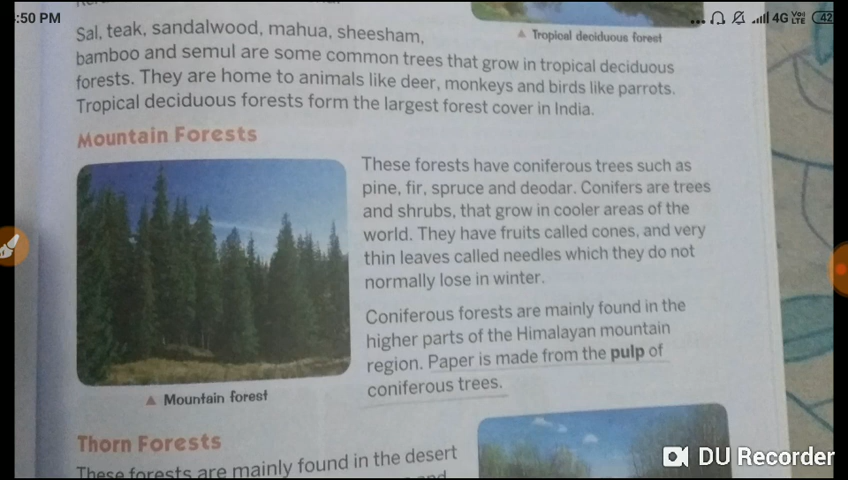 :50 PM
4G
Vo
LTE
42
▲ Tropical deciduous forest
Sal, teak, sandalwood, mahua, sheesham,
bamboo and semul are some common trees that grow in tropical deciduous
forests. They are home to animals like deer, monkeys and birds like parrots.
Tropical deciduous forests form the largest forest cover in India.
Mountain Forests
These forests have coniferous trees such as
pine, fir, spruce and deodar. Conifers are trees
and shrubs, that grow in cooler areas of the
world. They have fruits called cones, and very
thin leaves called needles which they do not
normally lose in winter.
Coniferous forests are mainly found in the
higher parts of the Himalayan mountain
region. Paper is made from the pulp of
coniferous trees.
▲ Mountain forest
Thorn Forests
These forests are mainly found in the desert
and
DU Recorder